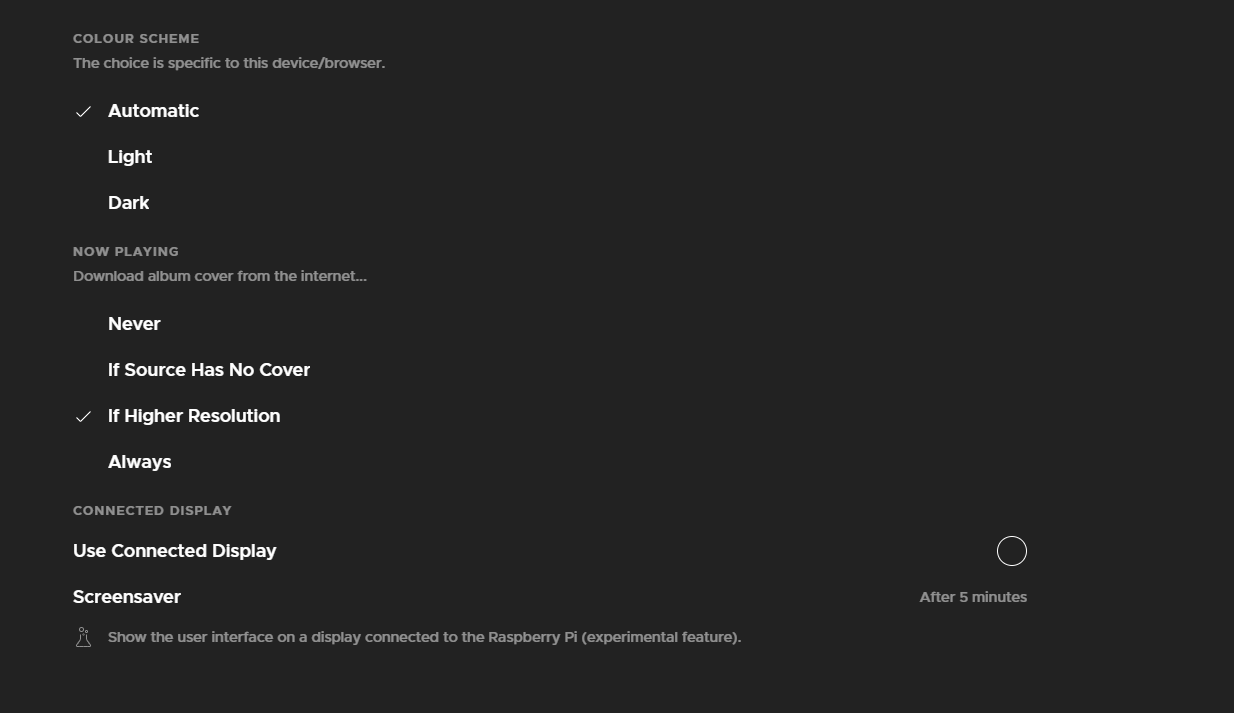 COLOUR SCHEME
The choice is specific to this device/browser.
Automatic
Light
Dark
NOW PLAYING
Download album cover from the internet...
Never
If Source Has No Cover
If Higher Resolution
Always
CONNECTED DISPLAY
Use Connected Display
Screensaver After 5 minutes
Show the user interface on a display connected to the Raspberry Pi (experimental feature).